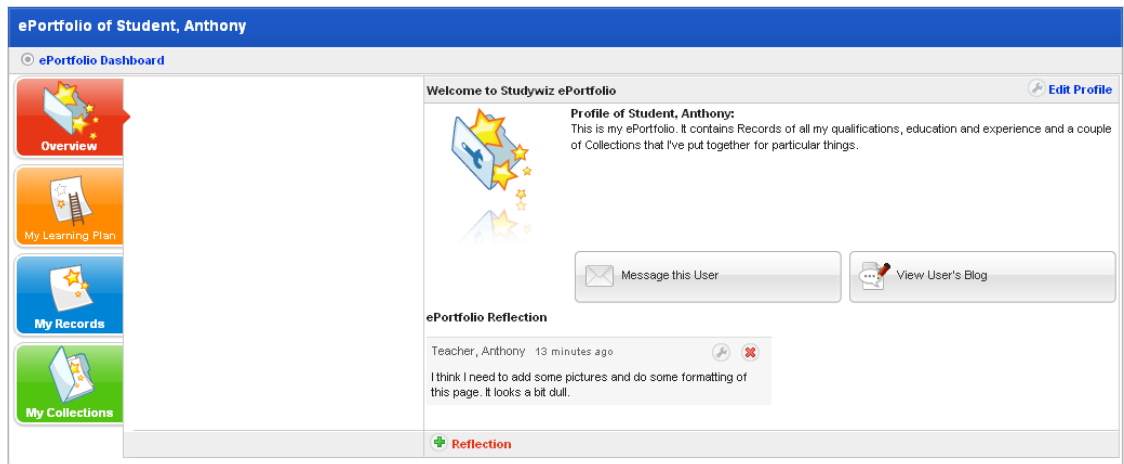 ePortfolio of Student, Anthony
ePortfolio Dashboard
Overview
My Learning Plan
My Records
My Collections
Welcome to Studywiz ePortfolio
Edit Profile
Profile of Student, Anthony:
This is my ePortfolio. It contains Records of all my qualifications, education and experience and a couple
of Collections that I've put together for particular things.
Message this User
View User's Blog
ePortfolio Reflection
Teacher, Anthony 13 minutes ago
I think I need to add some pictures and do some formatting of
this page. It looks a bit dull.
Reflection